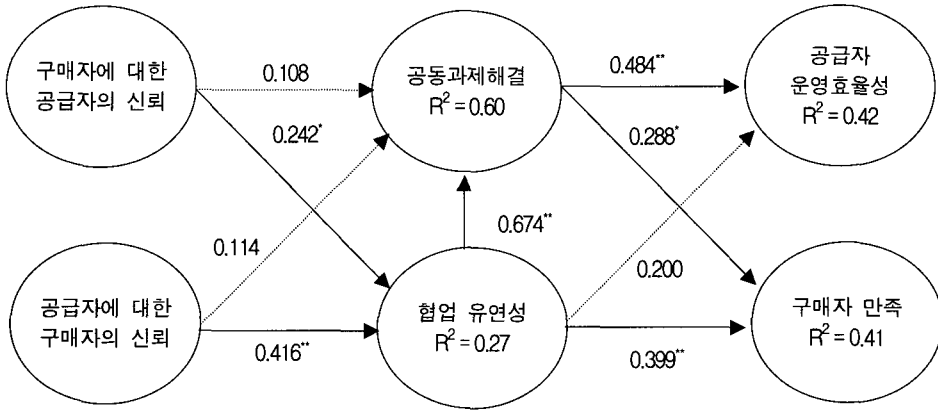 구매자에 대한
공급자의 신뢰
0.108
공동과제해결
R² = 0.60
0.484**
공급자
운영효율성
R² = 0.42
0.242*
0.288*
0.114
0.674**
0.200
공급자에 대한
구매자의 신뢰
0.416**
협업 유연성
R² = 0.27
0.399**
구매자 만족
R² = 0.41